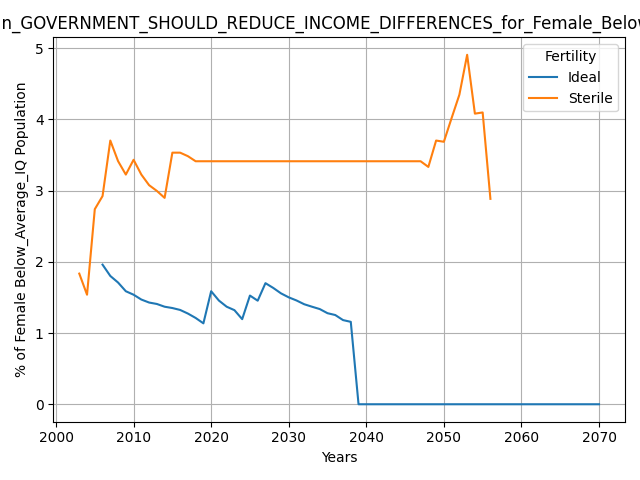 n_GOVERNMENT_SHOULD_REDUCE_INCOME_DIFFERENCES_for_Female_Below
Fertility
Ideal
Sterile
% of Female Below_Average_IQ Population
5
4
3
2
1
0
2000 2010 2020 2030 2040 2050 2060 2070
Years